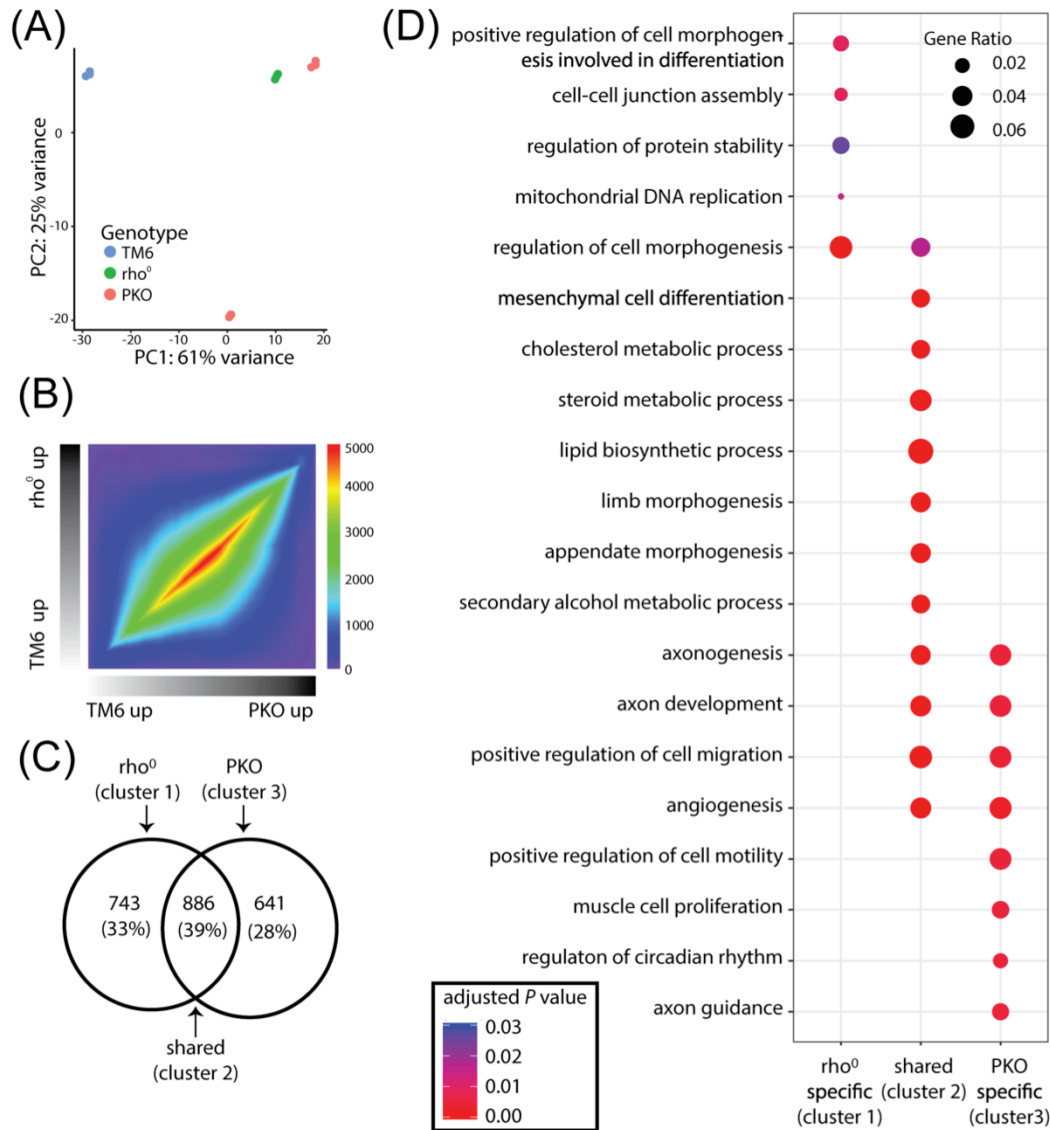 (A)
0
-10
-20
PC2: 25% variance
Genotype
TM6
rho⁰
PKO
-30
-20
-10
0
10
20
PC1: 61% variance
(B)
rho⁰ up
TM6 up
5000
4000
3000
2000
1000
0
TM6 up
PKO up
(C)
rho⁰
(cluster 1)
PKO
(cluster 3)
743
(33%)
886
(39%)
641
(28%)
shared
(cluster 2)
(D)
positive regulation of cell morphogen-
esis involved in differentiation
cell-cell junction assembly
regulation of protein stability
mitochondrial DNA replication
regulation of cell morphogenesis
mesenchymal cell differentiation
cholesterol metabolic process
steroid metabolic process
lipid biosynthetic process
limb morphogenesis
appendate morphogenesis
secondary alcohol metabolic process
axonogenesis
axon development
positive regulation of cell migration
angiogenesis
positive regulation of cell motility
muscle cell proliferation
regulaton of circadian rhythm
axon guidance
Gene Ratio
0.02
0.04
0.06
adjusted P value
0.03
0.02
0.01
0.00
rho⁰
specific
(cluster 1)
shared
(cluster 2)
PKO
specific
(cluster3)